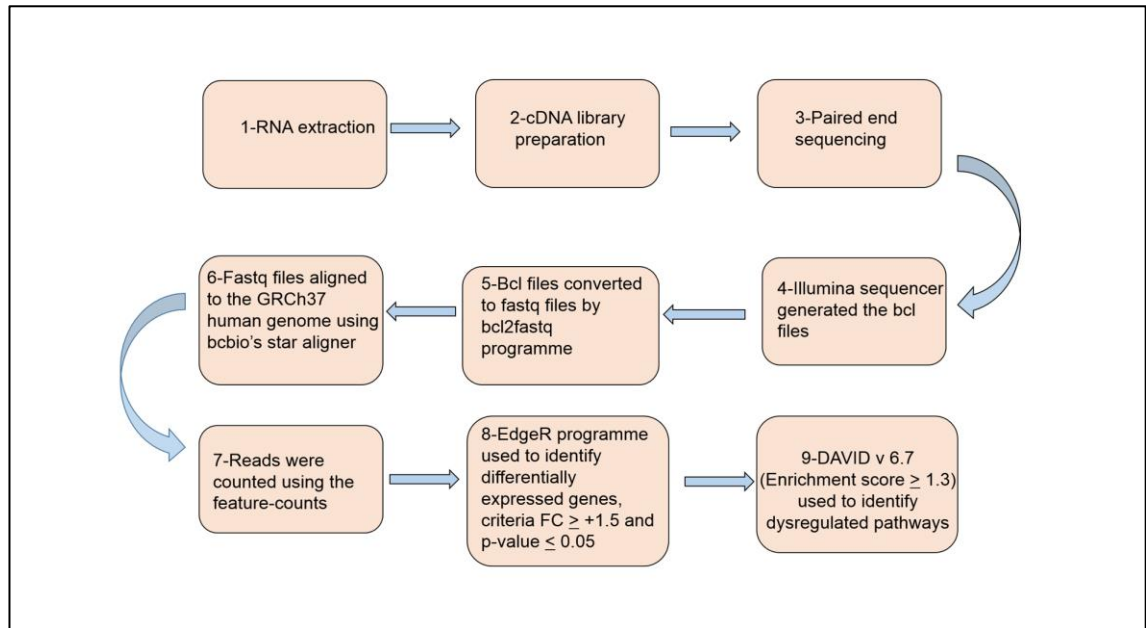 1-RNA extraction
2-cDNA library
preparation
3-Paired end
sequencing
4-Illumina sequencer
generated the bcl
files
5-Bcl files converted
to fastq files by
bcl2fastq
programme
6-Fastq files aligned
to the GRCh37
human genome using
bcbio's star aligner
7-Reads were
counted using the
feature-counts
8-EdgeR programme
used to identify
differentially
expressed genes,
criteria FC ≥ +1.5 and
p-value ≤ 0.05
9-DAVID v 6.7
(Enrichment score ≥ 1.3)
used to identify
dysregulated pathways